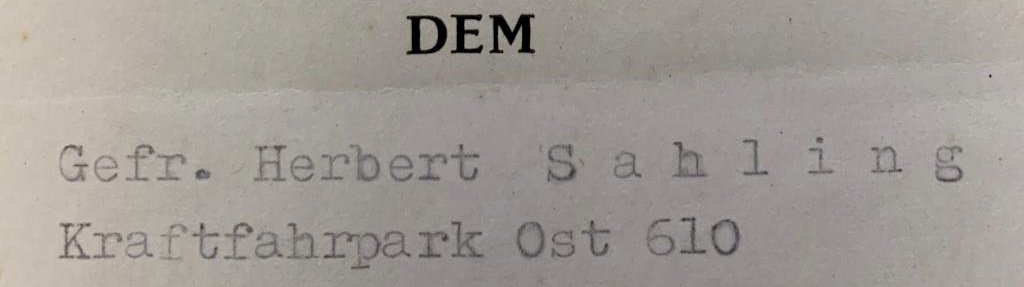 DEM
Gefr. Herbert S a h l i n g
Kraftfahrpark Ost 610